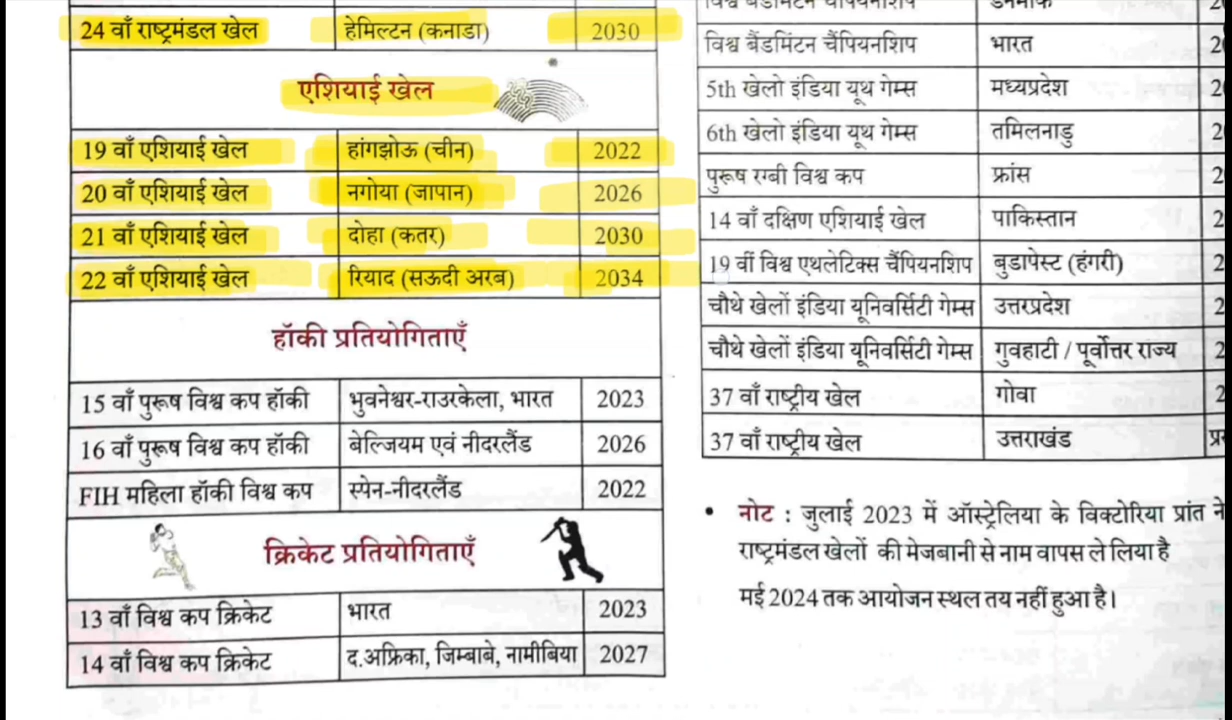 24 वाँ राष्ट्रमंडल खेल हेमिल्टन (कनाडा) 2030
एशियाई खेल
19 वाँ एशियाई खेल हांगझोऊ (चीन) 2022
20 वाँ एशियाई खेल नगोया (जापान) 2026
21 वाँ एशियाई खेल दोहा (कतर) 2030
22 वाँ एशियाई खेल रियाद (सऊदी अरब) 2034
हॉकी प्रतियोगिताएँ
15 वाँ पुरूष विश्व कप हॉकी भुवनेश्वर-राउरकेला, भारत 2023
16 वाँ पुरूष विश्व कप हॉकी बेल्जियम एवं नीदरलैंड 2026
FIH महिला हॉकी विश्व कप स्पेन-नीदरलैंड 2022
क्रिकेट प्रतियोगिताएँ
13 वाँ विश्व कप क्रिकेट भारत 2023
14 वाँ विश्व कप क्रिकेट द.अफ्रिका, जिम्बाबे, नामीबिया 2027
विश्व बैंडमिंटन चैंपियनशिप भारत
5th खेलो इंडिया यूथ गेम्स मध्यप्रदेश
6th खेलो इंडिया यूथ गेम्स तमिलनाडु
पुरूष रग्बी विश्व कप फ्रांस
14 वाँ दक्षिण एशियाई खेल पाकिस्तान
19 वीं विश्व एथलेटिक्स चैंपियनशिप बुडापेस्ट (हंगरी)
चौथे खेलों इंडिया यूनिवर्सिटी गेम्स उत्तरप्रदेश
चौथे खेलों इंडिया यूनिवर्सिटी गेम्स गुवहाटी / पूर्वोत्तर राज्य
37 वाँ राष्ट्रीय खेल गोवा
37 वाँ राष्ट्रीय खेल उत्तराखंड
• नोट : जुलाई 2023 में ऑस्ट्रेलिया के विक्टोरिया प्रांत ने
राष्ट्रमंडल खेलों की मेजबानी से नाम वापस ले लिया है
मई 2024 तक आयोजन स्थल तय नहीं हुआ है।